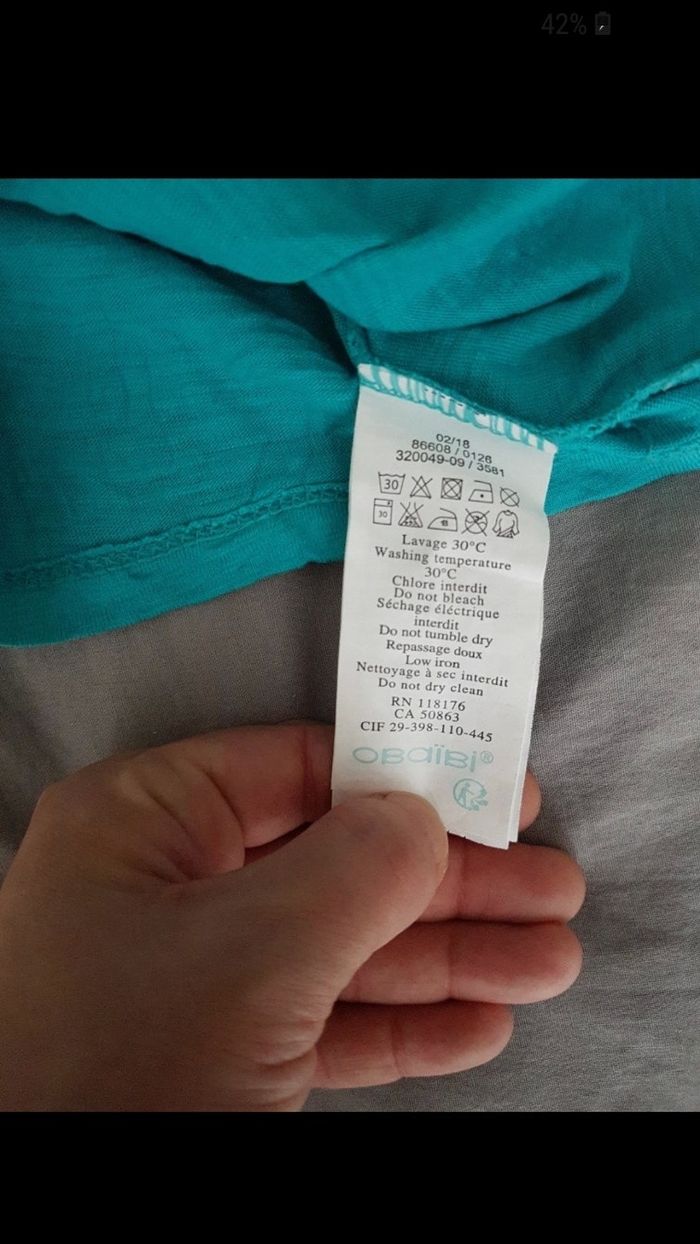 42%
02/18
86608 / 0126
320049-09 / 3581
30
30
Lavage 30°C
Washing temperature
30°C
Chlore interdit
Do not bleach
Séchage éléctrique
interdit
Do not tumble dry
Repassage doux
Low iron
Nettoyage à sec interdit
Do not dry clean
RN 118176
CA 50863
CIF 29-398-110-445
OBAÏBI®